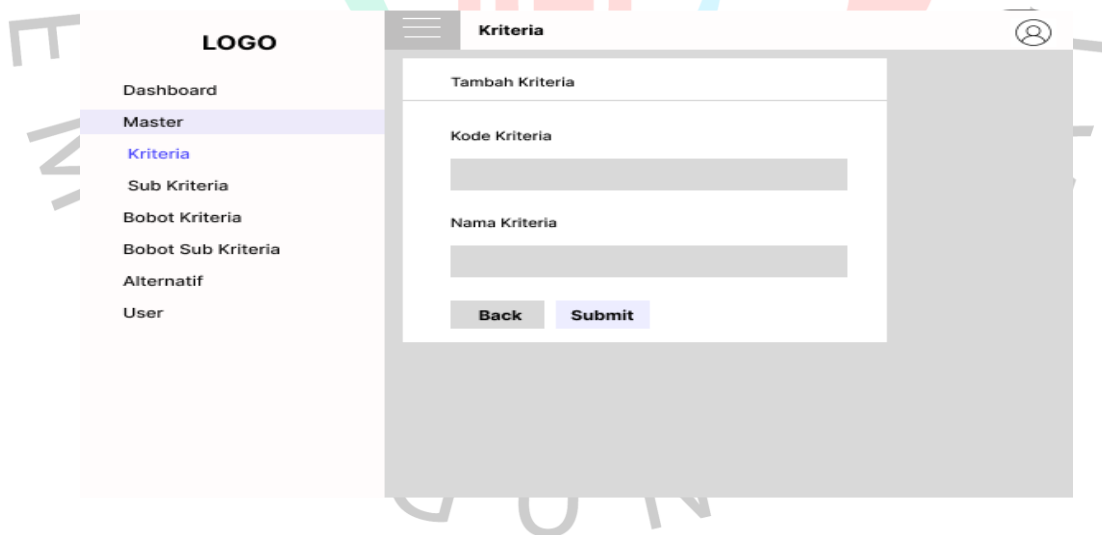 LOGO
Dashboard
Master
Kriteria
Sub Kriteria
Bobot Kriteria
Bobot Sub Kriteria
Alternatif
User
Kriteria
Tambah Kriteria
Kode Kriteria
Nama Kriteria
Back Submit